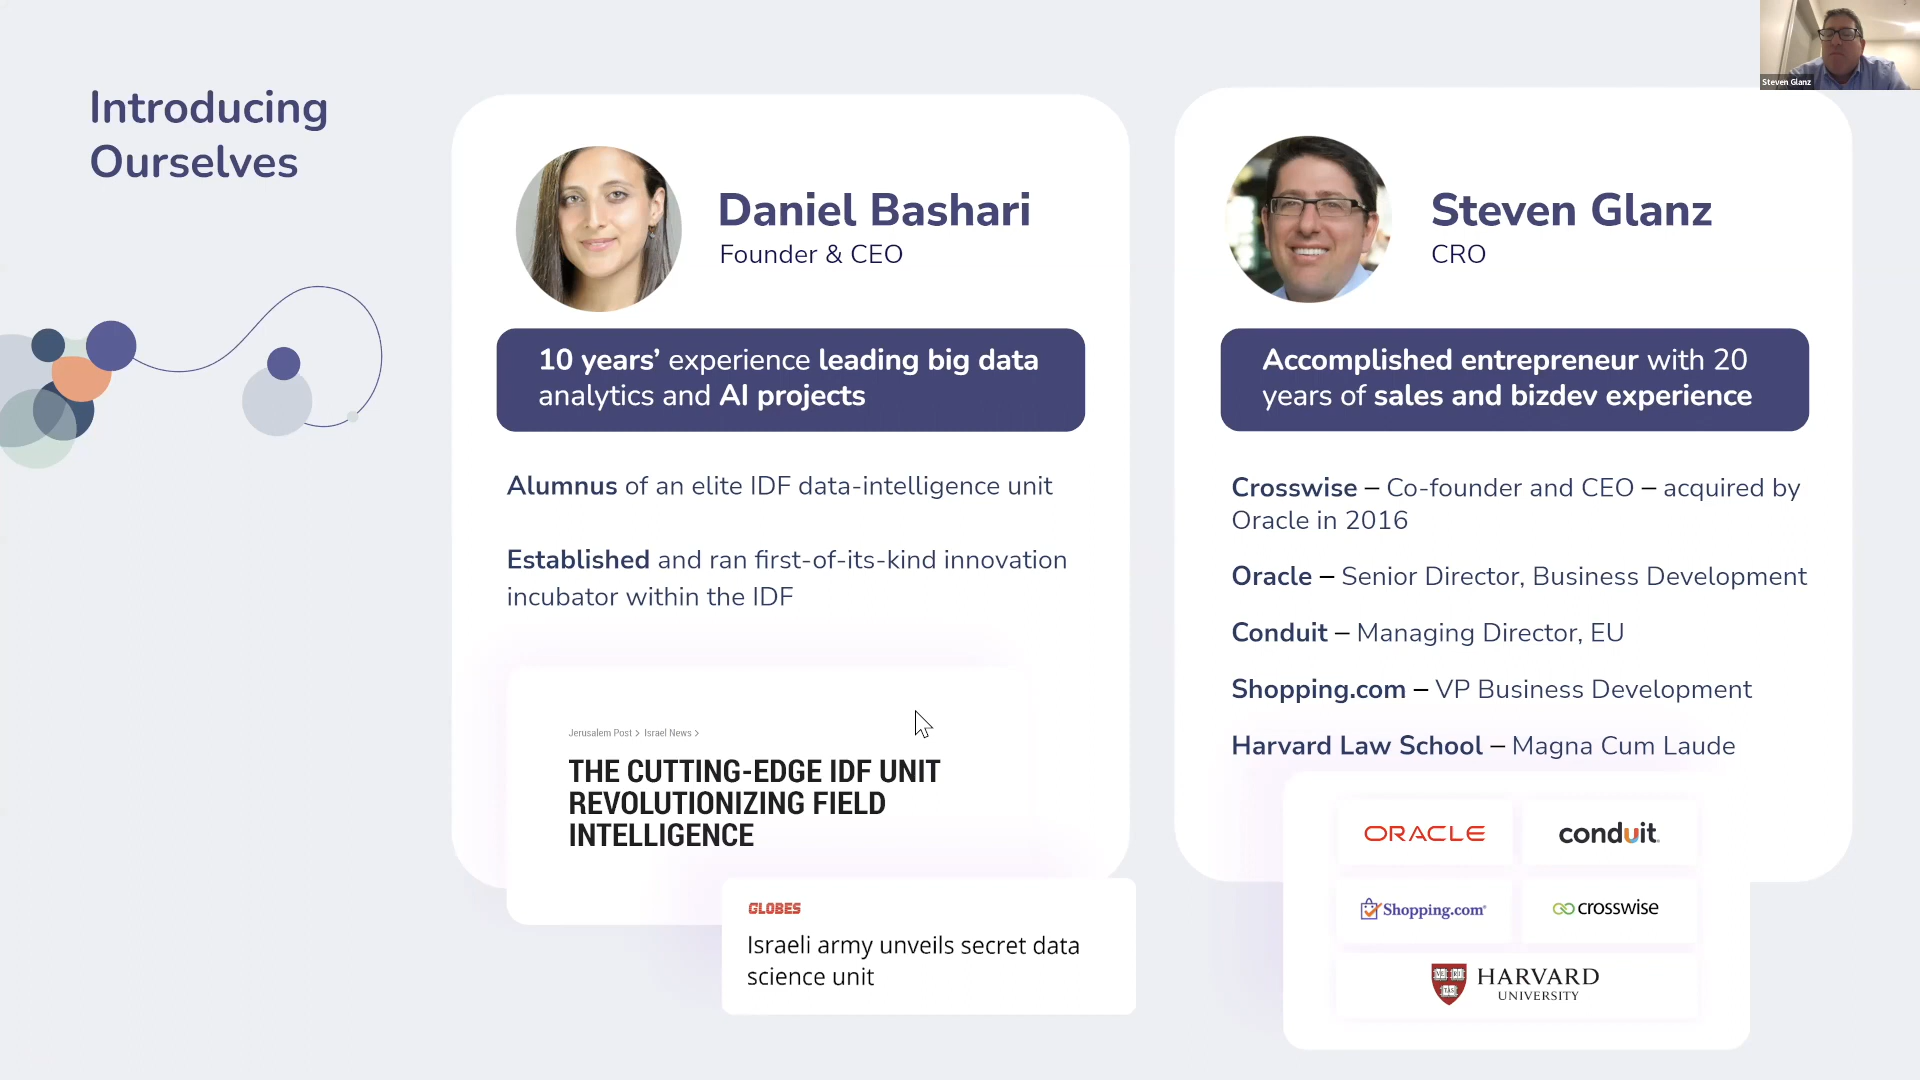 Introducing
Ourselves
Daniel Bashari
Founder & CEO
10 years’ experience leading big data
analytics and AI projects
Alumnus of an elite IDF data-intelligence unit
Established and ran first-of-its-kind innovation
incubator within the IDF
Jerusalem Post > Israel News >
THE CUTTING-EDGE IDF UNIT
REVOLUTIONIZING FIELD
INTELLIGENCE
GLOBES
Israeli army unveils secret data
science unit
Steven Glanz
Steven Glanz
CRO
Accomplished entrepreneur with 20
years of sales and bizdev experience
Crosswise – Co-founder and CEO – acquired by
Oracle in 2016
Oracle – Senior Director, Business Development
Conduit – Managing Director, EU
Shopping.com – VP Business Development
Harvard Law School – Magna Cum Laude
ORACLE
conduit
Shopping.com
crosswise
VE RI TAS
HARVARD
UNIVERSITY